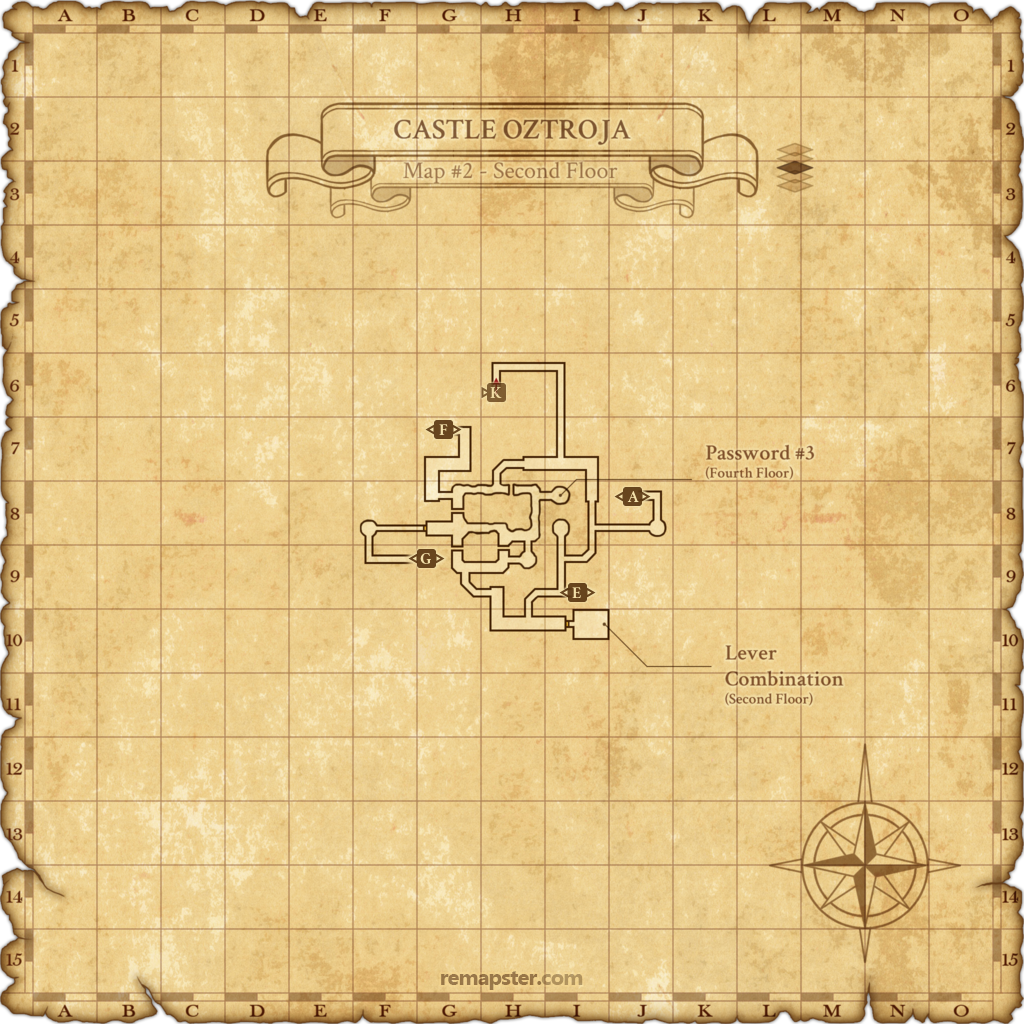 A B C D E F G H I J K L M N O
1 1
2 2
CASTLE OZTROJA
Map #2 - Second Floor
3 3
4 4
5 5
6 6
K
F
7 7
Password #3
(Fourth Floor)
A
8 8
G
9 9
E
10 10
Lever
Combination
(Second Floor)
11 11
12 12
13 13
14 14
15 15
remapster.com
A B C D E F G H I J K L M N O